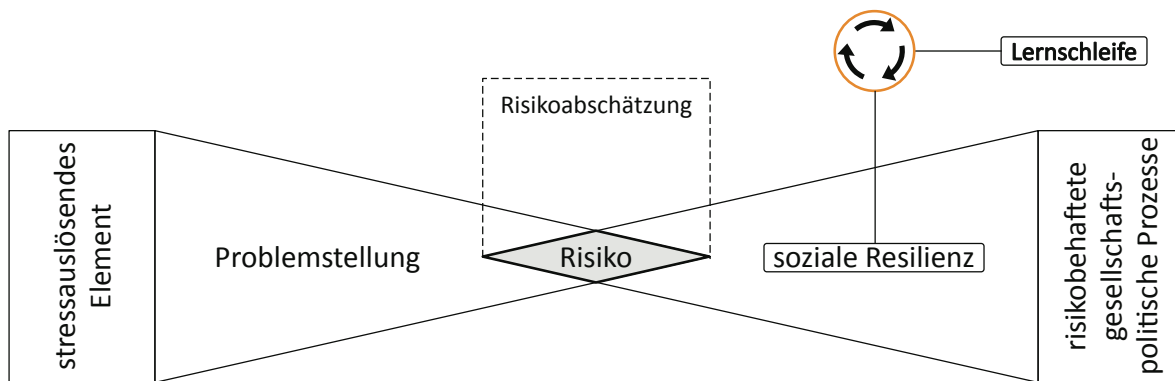 stressauslösendes
Element
Problemstellung
Risikoabschätzung
Risiko
soziale Resilienz
Lernschleife
risikobehaftete
gesellschafts-
politische Prozesse